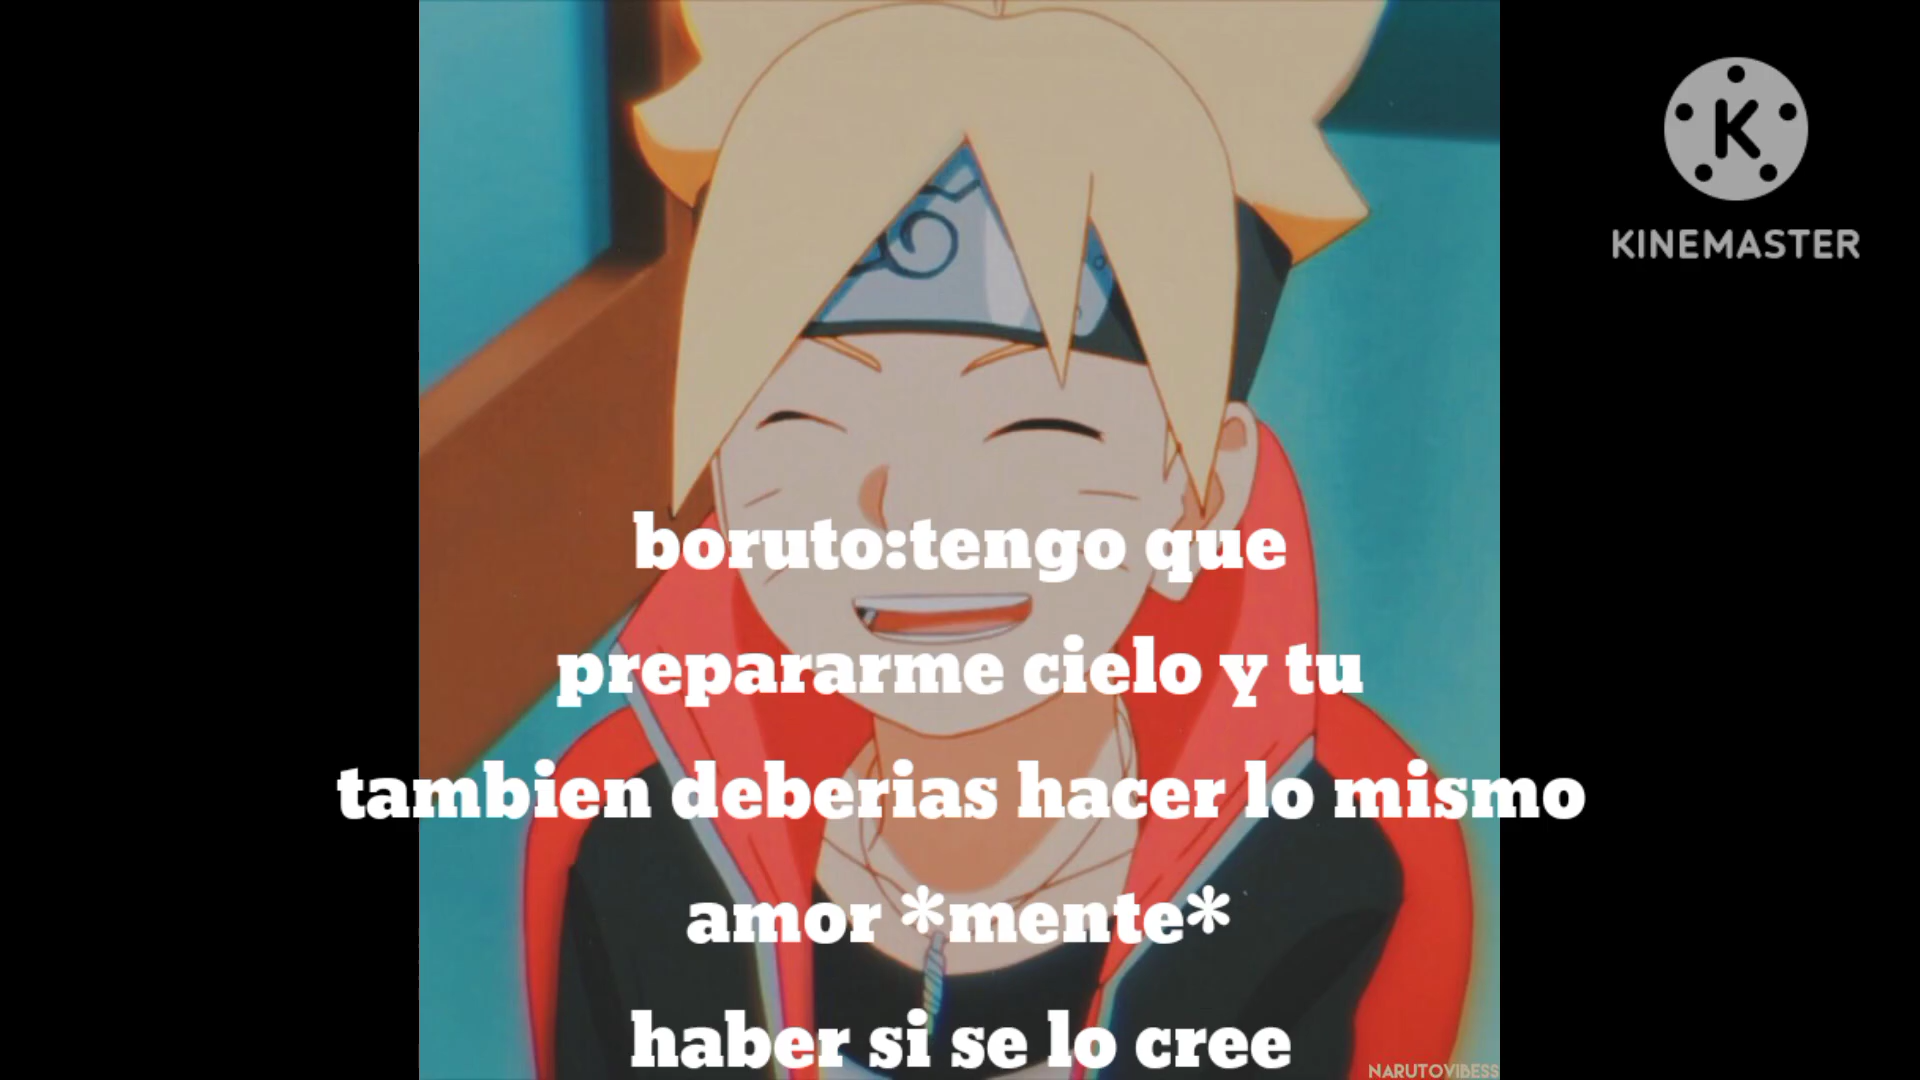 KINEMASTER
boruto:tengo que
prepararme cielo y tu
tambien deberias hacer lo mismo
amor *mente*
haber si se lo cree
NARUTOVIBESS